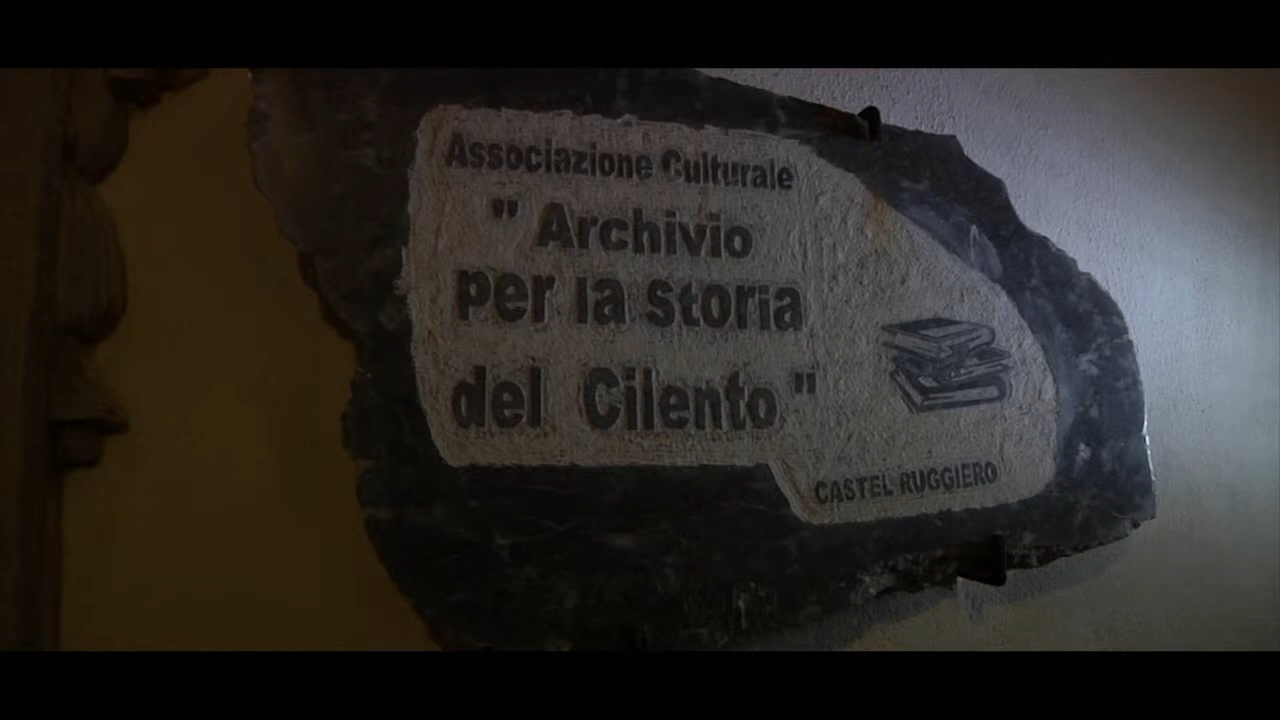 Associazione Culturale
" Archivio
per la storia
del Cilento "
CASTEL RUGGIERO